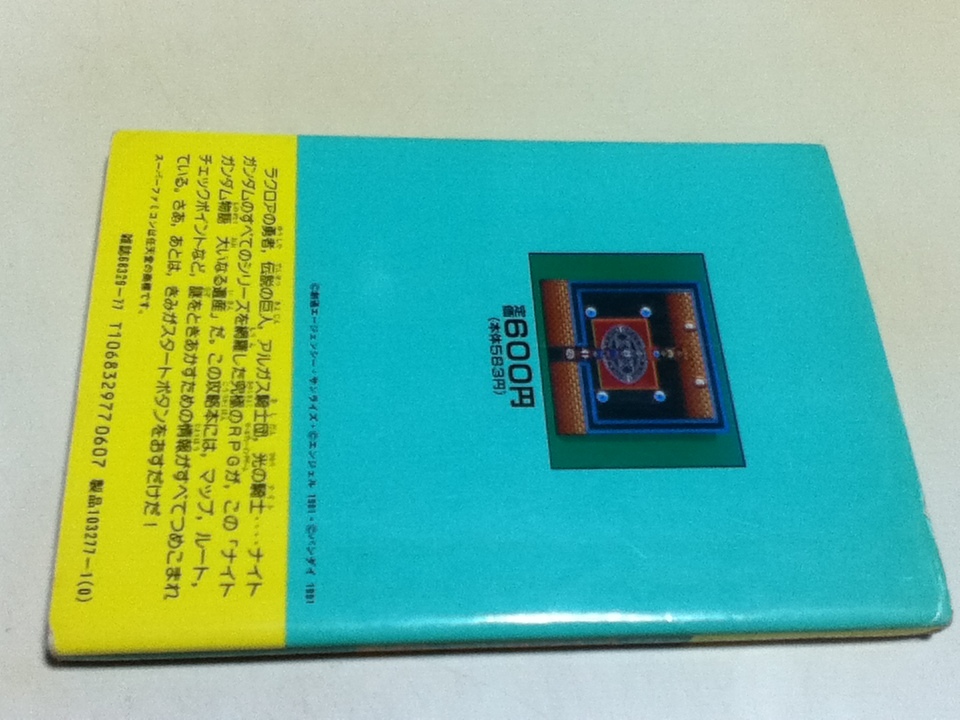 定価600円
(本体583円)
©創通エージェンシー・サンライズ・©エンジェル 1991・©バンダイ 1991
ラクロアの勇者, 伝説の巨人, アルガス騎士団, 光の騎士…ナイト
ガンダムのすべてのシリーズを網羅した究極のRPGが, この「ナイト
ガンダム物語 大いなる遺産」だ。この攻略本には, マップ, ルート,
チェックポイントなど, 謎をときあかすための情報がすべてつめこまれ
ている。さあ, あとは, きみがスタートボタンをおすだけだ!
スーパーファミコンは任天堂の商標です。
雑誌68329-77 T1068329770607 製品103277-1(0)